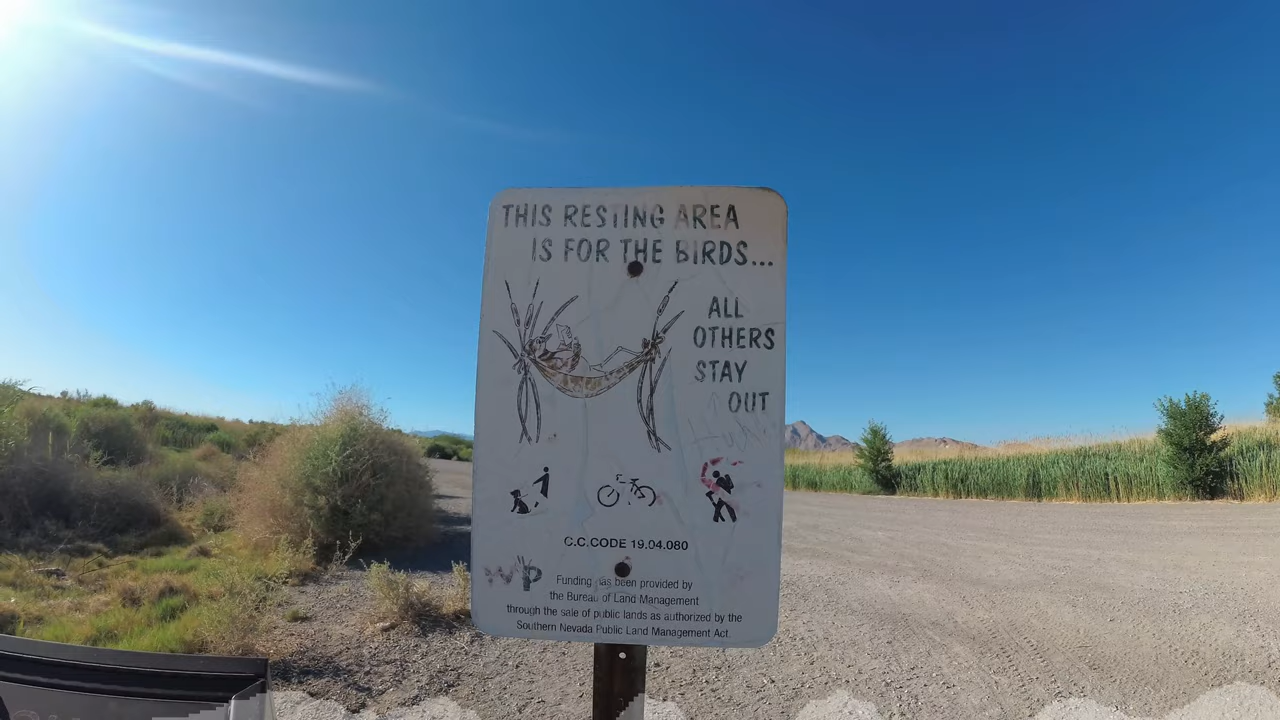 THIS RESTING AREA
IS FOR THE BIRDS...
ALL
OTHERS
STAY
OUT
C.C.CODE 19.04.080
WP
Funding has been provided by
the Bureau of Land Management
through the sale of public lands as authorized by the
Southern Nevada Public Land Management Act.